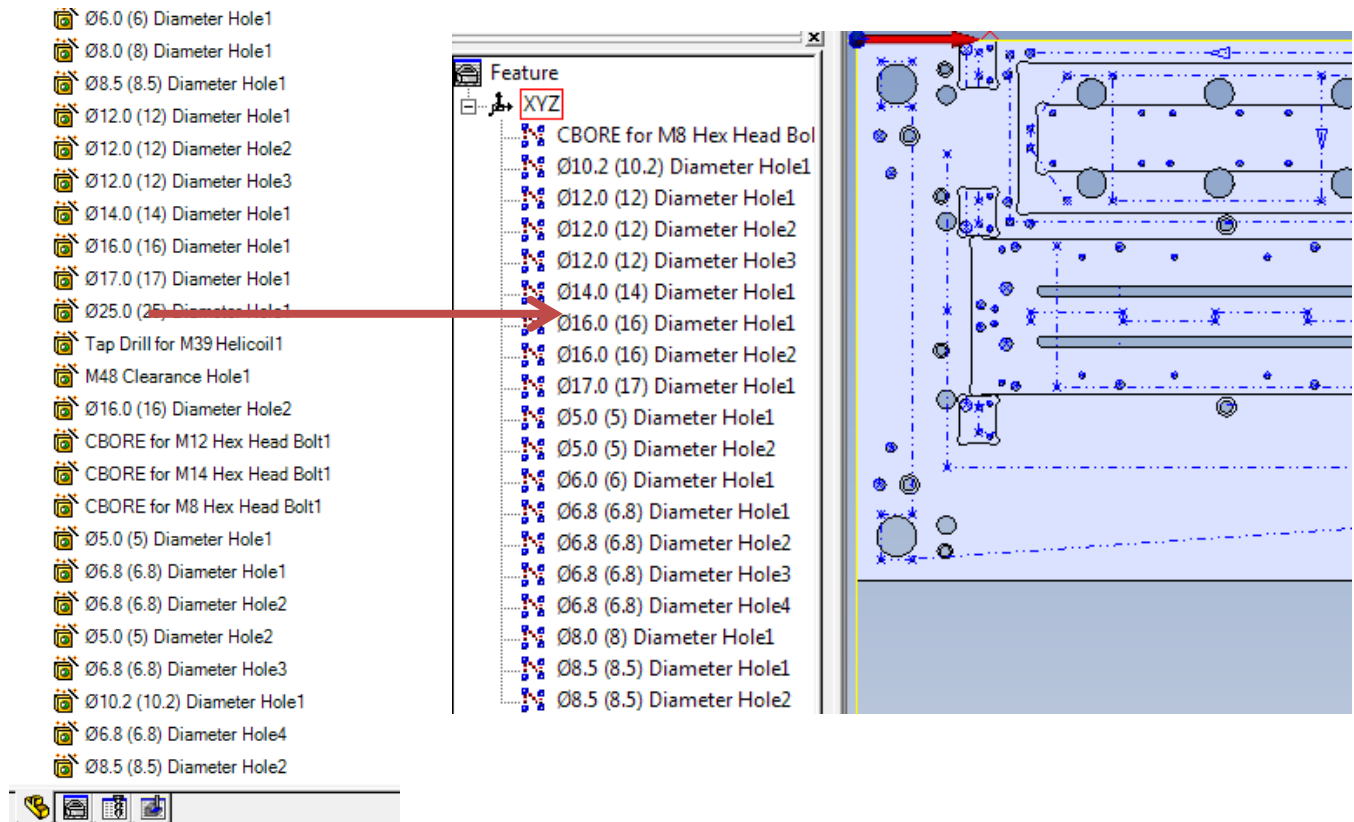 Ø6.0 (6) Diameter Hole1
Ø8.0 (8) Diameter Hole1
Ø8.5 (8.5) Diameter Hole1
Ø12.0 (12) Diameter Hole1
Ø12.0 (12) Diameter Hole2
Ø12.0 (12) Diameter Hole3
Ø14.0 (14) Diameter Hole1
Ø16.0 (16) Diameter Hole1
Ø17.0 (17) Diameter Hole1
Ø25.0 (25) Diameter Hole1
Tap Drill for M39 Helicoil1
M48 Clearance Hole1
Ø16.0 (16) Diameter Hole2
CBORE for M12 Hex Head Bolt1
CBORE for M14 Hex Head Bolt1
CBORE for M8 Hex Head Bolt1
Ø5.0 (5) Diameter Hole1
Ø6.8 (6.8) Diameter Hole1
Ø6.8 (6.8) Diameter Hole2
Ø5.0 (5) Diameter Hole2
Ø6.8 (6.8) Diameter Hole3
Ø10.2 (10.2) Diameter Hole1
Ø6.8 (6.8) Diameter Hole4
Ø8.5 (8.5) Diameter Hole2
Feature
XYZ
CBORE for M8 Hex Head Bol
Ø10.2 (10.2) Diameter Hole1
Ø12.0 (12) Diameter Hole1
Ø12.0 (12) Diameter Hole2
Ø12.0 (12) Diameter Hole3
Ø14.0 (14) Diameter Hole1
Ø16.0 (16) Diameter Hole1
Ø16.0 (16) Diameter Hole2
Ø17.0 (17) Diameter Hole1
Ø5.0 (5) Diameter Hole1
Ø5.0 (5) Diameter Hole2
Ø6.0 (6) Diameter Hole1
Ø6.8 (6.8) Diameter Hole1
Ø6.8 (6.8) Diameter Hole2
Ø6.8 (6.8) Diameter Hole3
Ø6.8 (6.8) Diameter Hole4
Ø8.0 (8) Diameter Hole1
Ø8.5 (8.5) Diameter Hole1
Ø8.5 (8.5) Diameter Hole2